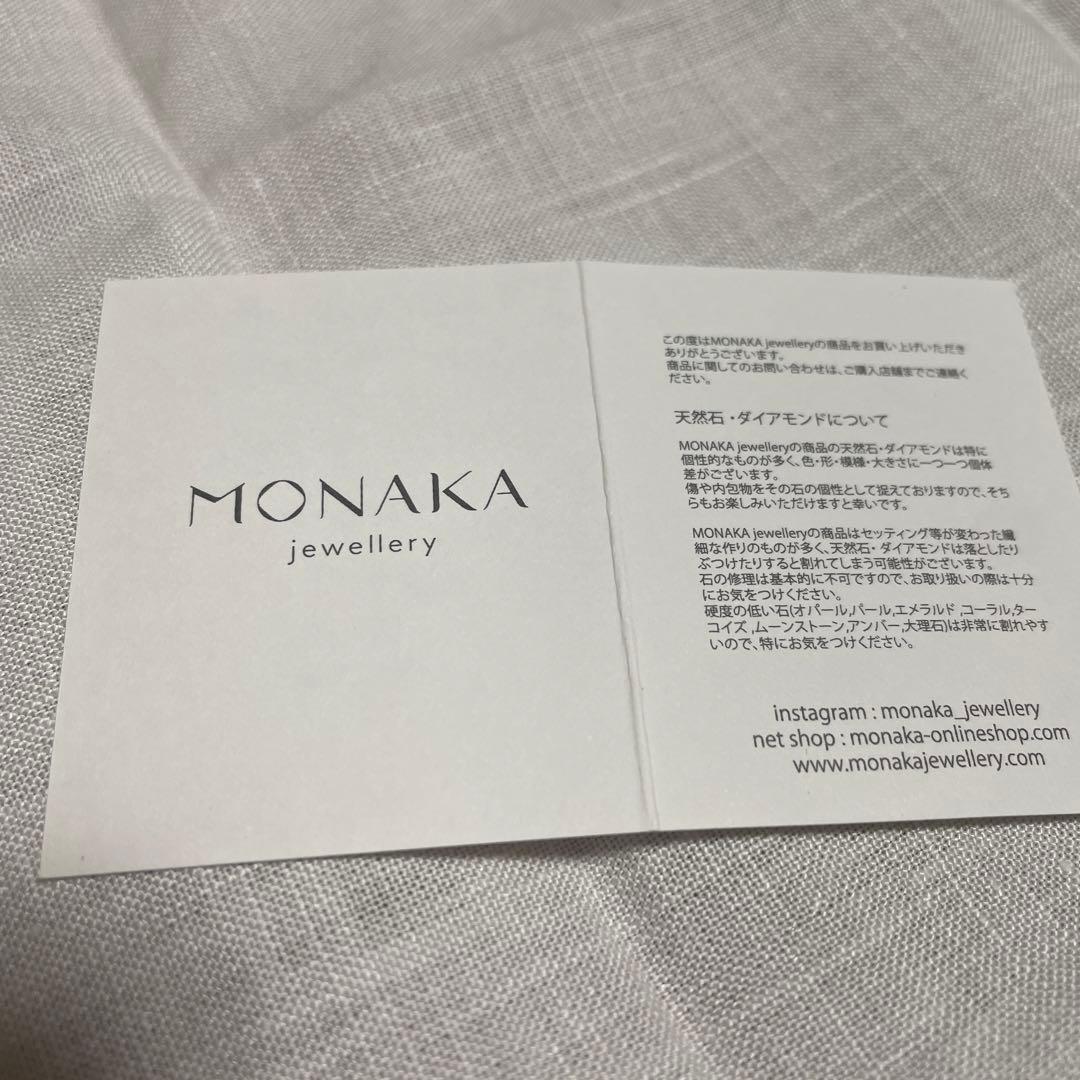 MONAKA
jewellery
この度はMONAKA jewelleryの商品をお買い上げいただき
ありがとうございます。
商品に関してのお問い合わせは、ご購入店舗までご連絡く
ださい。
天然石・ダイアモンドについて
MONAKA jewelleryの商品の天然石・ダイアモンドは特に
個性的なものが多く、色・形・模様・大きさに一つ一つ個体
差がございます。
傷や内包物をその石の個性として捉えておりますので、そち
らもお楽しみいただけますと幸いです。
MONAKA jewelleryの商品はセッティング等が変わった繊
細な作りのものが多く、天然石・ダイアモンドは落としたり
ぶつけたりすると割れてしまう可能性がございます。
石の修理は基本的に不可ですので、お取り扱いの際は十分
にお気をつけください。
硬度の低い石(オパール,パール,エメラルド ,コーラル,ター
コイズ ,ムーンストーン,アンバー,大理石)は非常に割れやす
いので、特にお気をつけください。
instagram : monaka_jewellery
net shop : monaka-onlineshop.com
www.monakajewellery.com